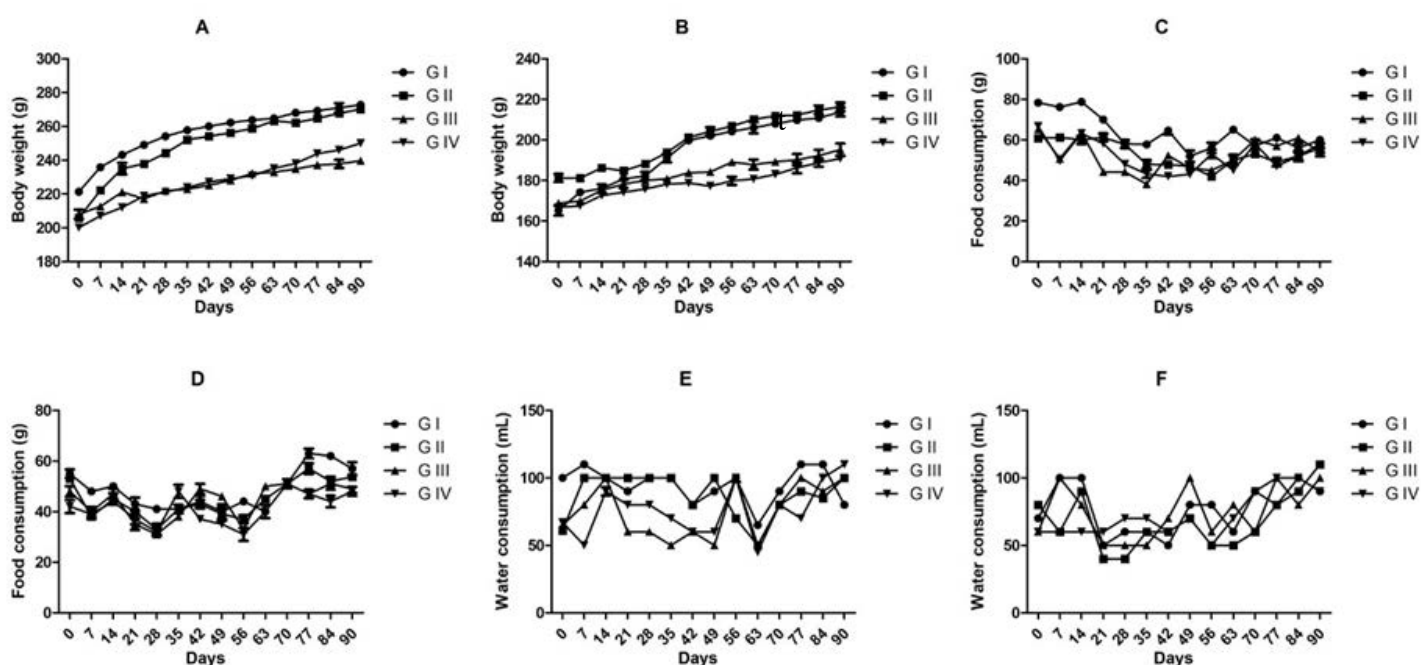 A
Body weight (g)
300
280
260
240
220
200
180
0 7 14 21 28 35 42 49 56 63 70 77 84 90
Days
G I
G II
G III
G IV
B
Body weight (g)
220
200
180
160
140
0 7 14 21 28 35 42 49 56 63 70 77 84 90
Days
t
G I
G II
G III
G IV
C
Food consumption (g)
100
80
60
40
20
0
0 7 14 21 28 35 42 49 56 63 70 77 84 90
Days
G I
G II
G III
G IV
D
Food consumption (g)
80
60
40
20
0
0 7 14 21 28 35 42 49 56 63 70 77 84 90
Days
G I
G II
G III
G IV
E
Water consumption (mL)
150
100
50
0
0 7 14 21 28 35 42 49 56 63 70 77 84 90
Days
G I
G II
G III
G IV
F
Water consumption (mL)
150
100
50
0
0 7 14 21 28 35 42 49 56 63 70 77 84 90
Days
G I
G II
G III
G IV